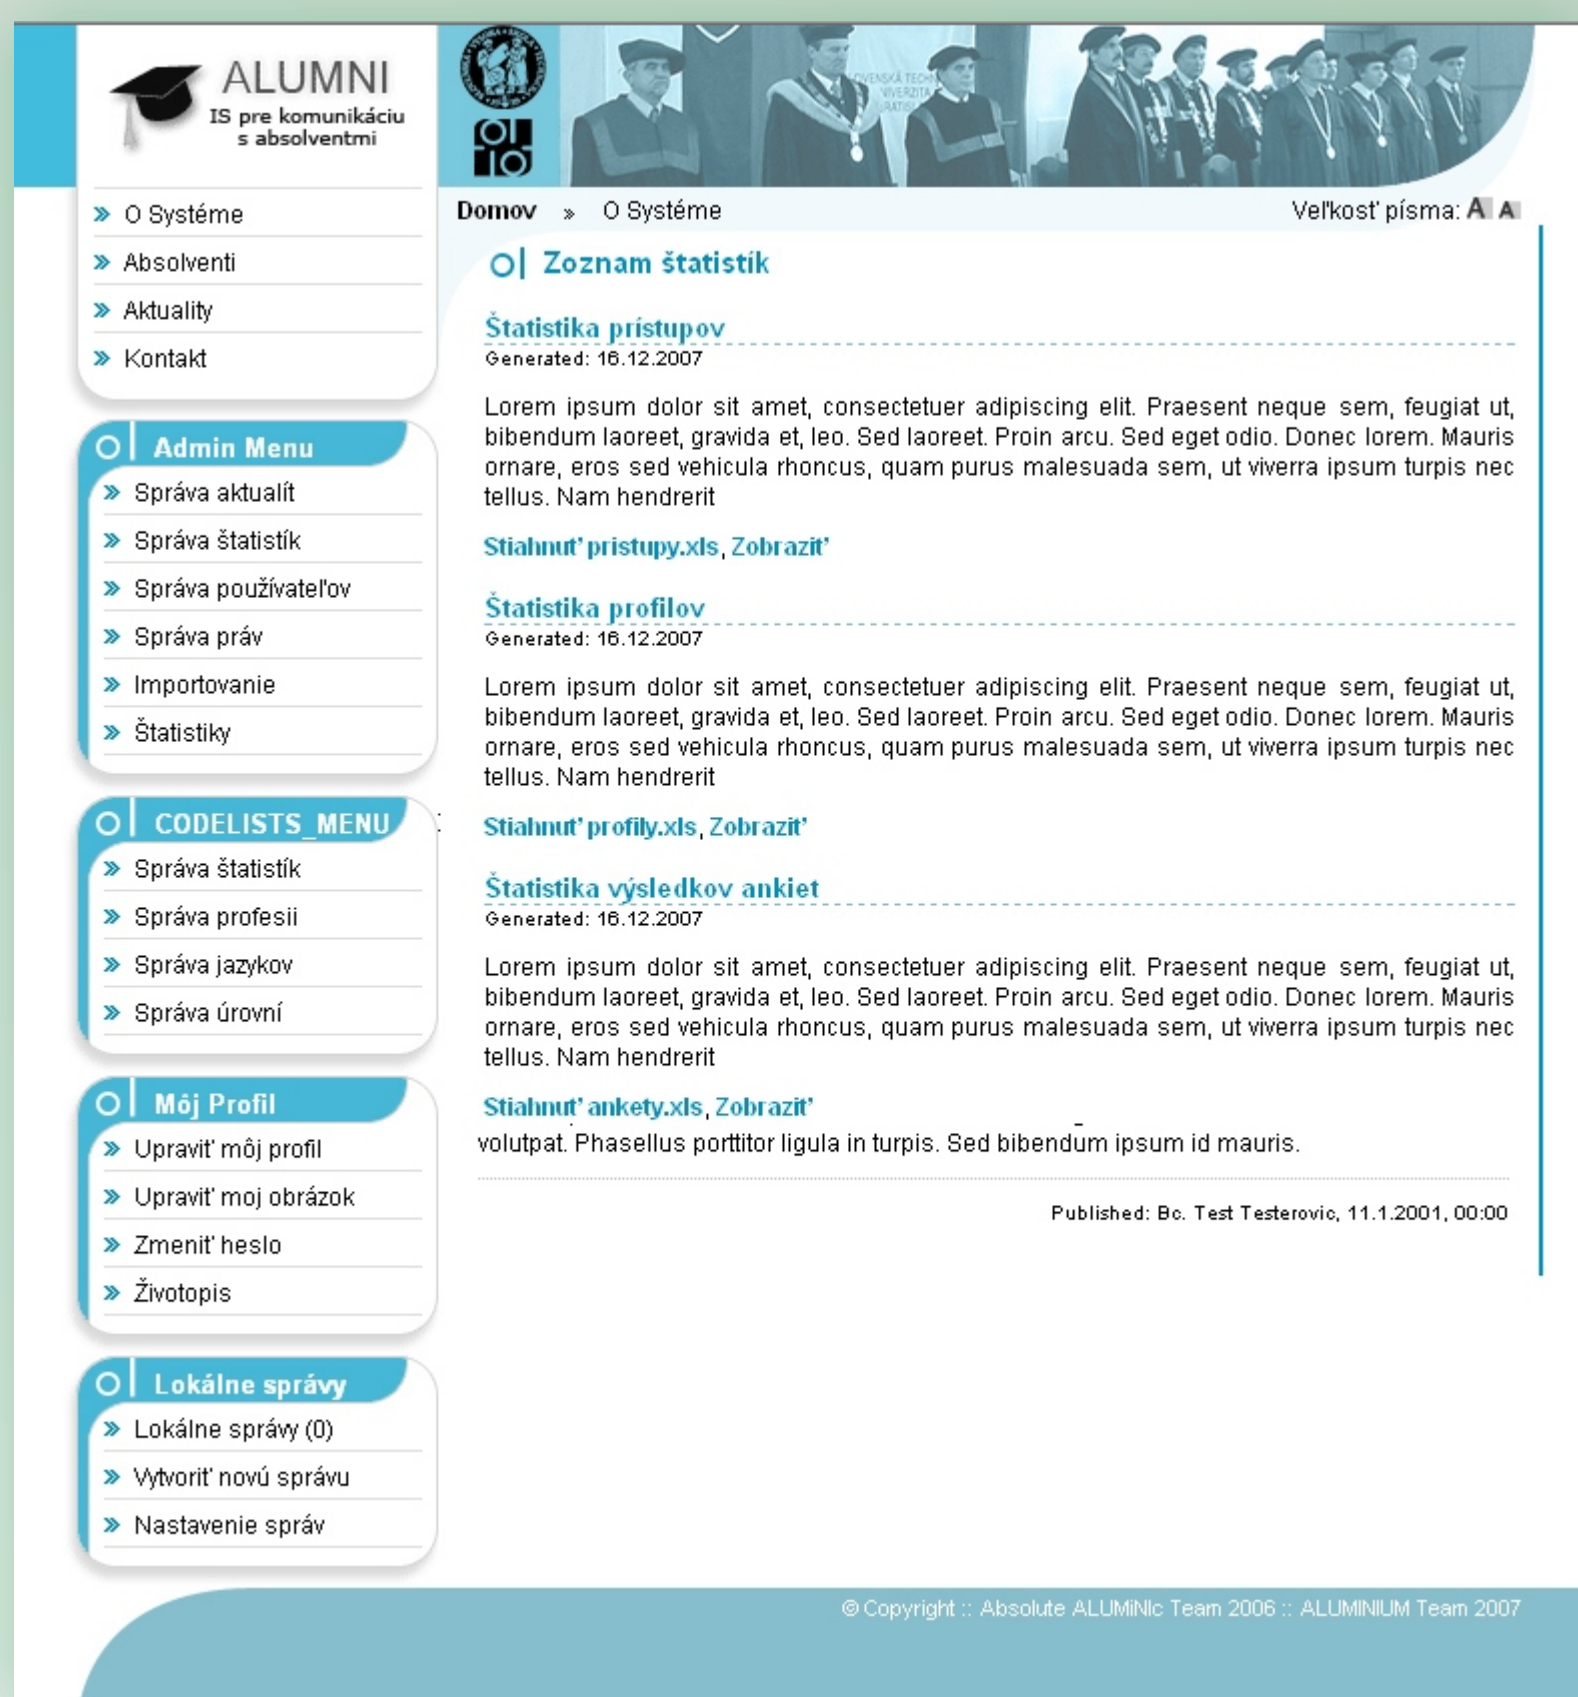 ALUMNI
IS pre komunikáciu
s absolventmi
O Systéme
Absolventi
Aktuality
Kontakt
Admin Menu
Správa aktualít
Správa štatistík
Správa používateľov
Správa práv
Importovanie
Štatistiky
CODELISTS_MENU
Správa štatistík
Správa profesii
Správa jazykov
Správa úrovní
Môj Profil
Upraviť môj profil
Upraviť moj obrázok
Zmeniť heslo
Životopis
Lokálne správy
Lokálne správy (0)
Vytvoriť novú správu
Nastavenie správ
Domov » O Systéme
Veľkosť písma: A A
Zoznam štatistík
Štatistika prístupov
Generated: 16.12.2007
Lorem ipsum dolor sit amet, consectetuer adipiscing elit. Praesent neque sem, feugiat ut,
bibendum laoreet, gravida et, leo. Sed laoreet. Proin arcu. Sed eget odio. Donec lorem. Mauris
ornare, eros sed vehicula rhoncus, quam purus malesuada sem, ut viverra ipsum turpis nec
tellus. Nam hendrerit
Stiahnuť pristupy.xls, Zobraziť
Štatistika profilov
Generated: 16.12.2007
Lorem ipsum dolor sit amet, consectetuer adipiscing elit. Praesent neque sem, feugiat ut,
bibendum laoreet, gravida et, leo. Sed laoreet. Proin arcu. Sed eget odio. Donec lorem. Mauris
ornare, eros sed vehicula rhoncus, quam purus malesuada sem, ut viverra ipsum turpis nec
tellus. Nam hendrerit
Stiahnuť profily.xls, Zobraziť
Štatistika výsledkov ankiet
Generated: 16.12.2007
Lorem ipsum dolor sit amet, consectetuer adipiscing elit. Praesent neque sem, feugiat ut,
bibendum laoreet, gravida et, leo. Sed laoreet. Proin arcu. Sed eget odio. Donec lorem. Mauris
ornare, eros sed vehicula rhoncus, quam purus malesuada sem, ut viverra ipsum turpis nec
tellus. Nam hendrerit
Stiahnuť ankety.xls, Zobraziť
volutpat. Phasellus porttitor ligula in turpis. Sed bibendum ipsum id mauris.
Published: Bc. Test Testerovic, 11.1.2001, 00:00
© Copyright :: Absolute ALUMiNIc Team 2006 :: ALUMINIUM Team 2007